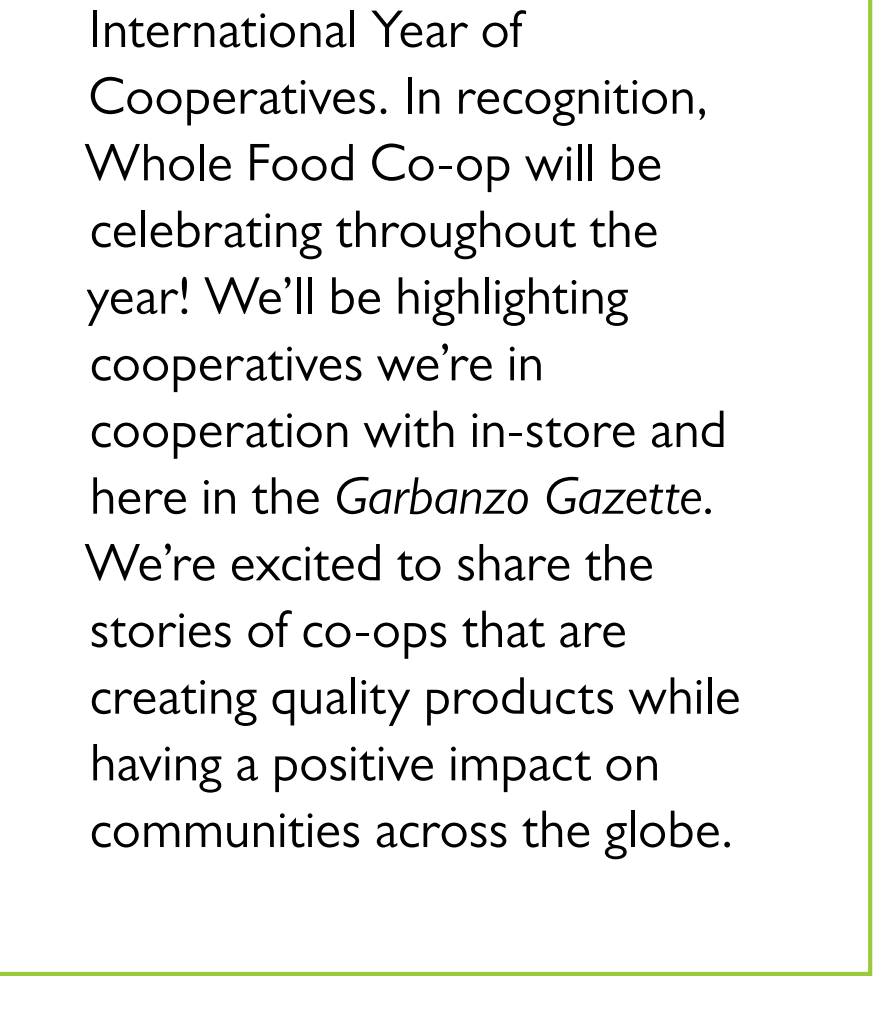 International Year of
Cooperatives. In recognition,
Whole Food Co-op will be
celebrating throughout the
year! We’ll be highlighting
cooperatives we’re in
cooperation with in-store and
here in the Garbanzo Gazette.
We’re excited to share the
stories of co-ops that are
creating quality products while
having a positive impact on
communities across the globe.